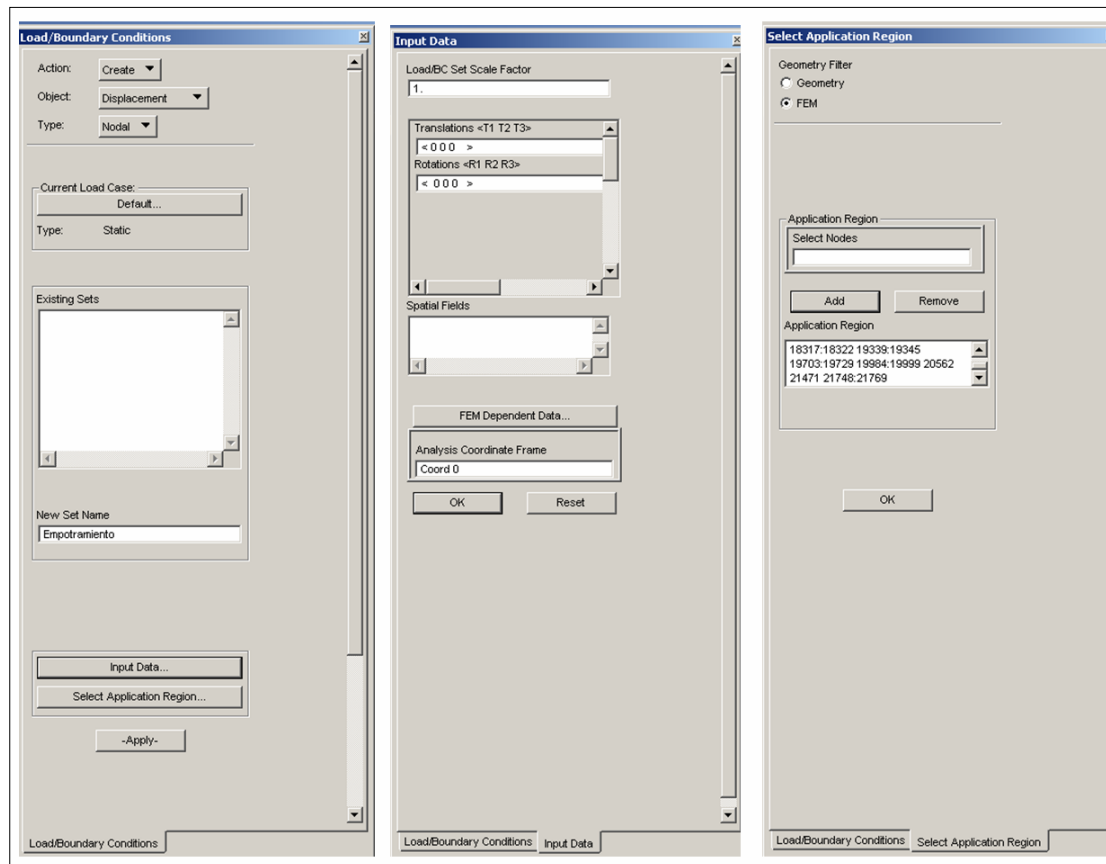 Load/Boundary Conditions
Action: Create
Object: Displacement
Type: Nodal
Current Load Case:
Default...
Type: Static
Existing Sets
New Set Name
Empotramiento
Input Data...
Select Application Region...
-Apply-
Load/Boundary Conditions
Input Data
Load/BC Set Scale Factor
1.
Translations <T1 T2 T3>
< 0 0 0 >
Rotations <R1 R2 R3>
< 0 0 0 >
Spatial Fields
FEM Dependent Data...
Analysis Coordinate Frame
Coord 0
OK Reset
Load/Boundary Conditions Input Data
Select Application Region
Geometry Filter
Geometry
FEM
Application Region
Select Nodes
Add Remove
Application Region
18317:18322 19339:19345
19703:19729 19984:19999 20562
21471 21748:21769
OK
Load/Boundary Conditions Select Application Region